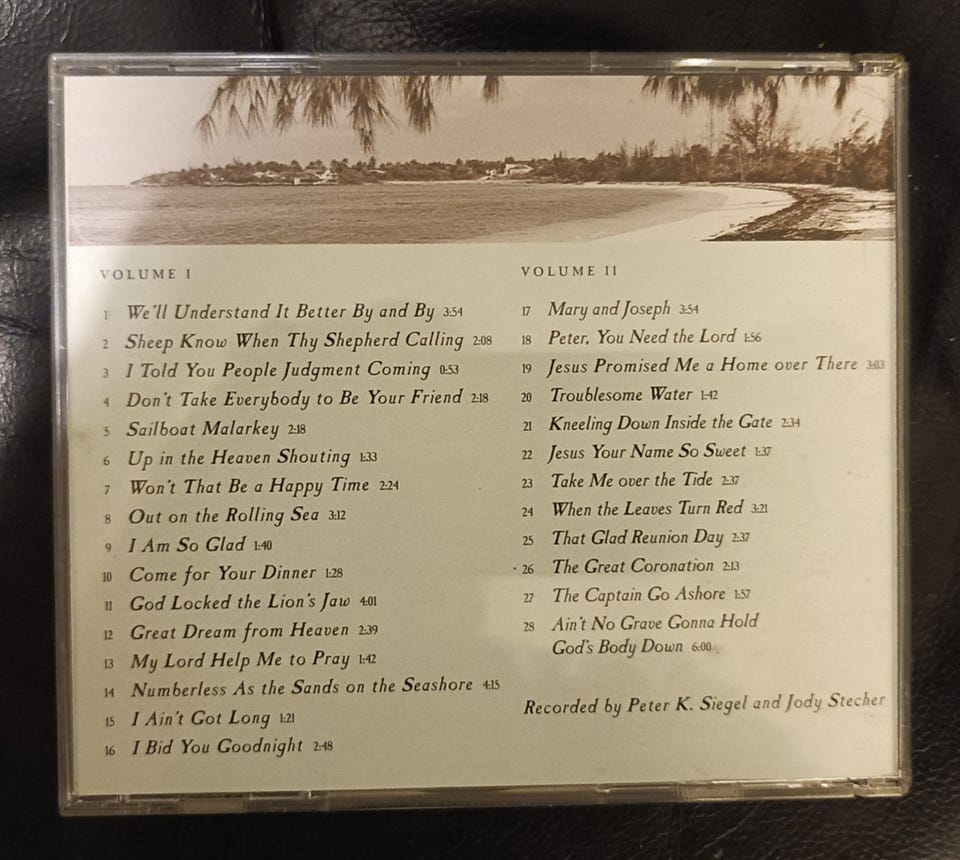 VOLUME I
1 We'll Understand It Better By and By 3:54
2 Sheep Know When Thy Shepherd Calling 2:08
3 I Told You People Judgment Coming 0:53
4 Don't Take Everybody to Be Your Friend 2:18
5 Sailboat Malarkey 2:18
6 Up in the Heaven Shouting 1:33
7 Won't That Be a Happy Time 2:24
8 Out on the Rolling Sea 3:12
9 I Am So Glad 1:40
10 Come for Your Dinner 1:28
11 God Locked the Lion's Jaw 4:01
12 Great Dream from Heaven 2:39
13 My Lord Help Me to Pray 1:42
14 Numberless As the Sands on the Seashore 4:15
15 I Ain't Got Long 1:21
16 I Bid You Goodnight 2:48
VOLUME II
17 Mary and Joseph 3:54
18 Peter, You Need the Lord 1:56
19 Jesus Promised Me a Home over There 3:03
20 Troublesome Water 1:42
21 Kneeling Down Inside the Gate 2:34
22 Jesus Your Name So Sweet 1:37
23 Take Me over the Tide 2:37
24 When the Leaves Turn Red 3:21
25 That Glad Reunion Day 2:37
26 The Great Coronation 2:13
27 The Captain Go Ashore 1:57
28 Ain't No Grave Gonna Hold
God's Body Down 6:00
Recorded by Peter K. Siegel and Jody Stecher